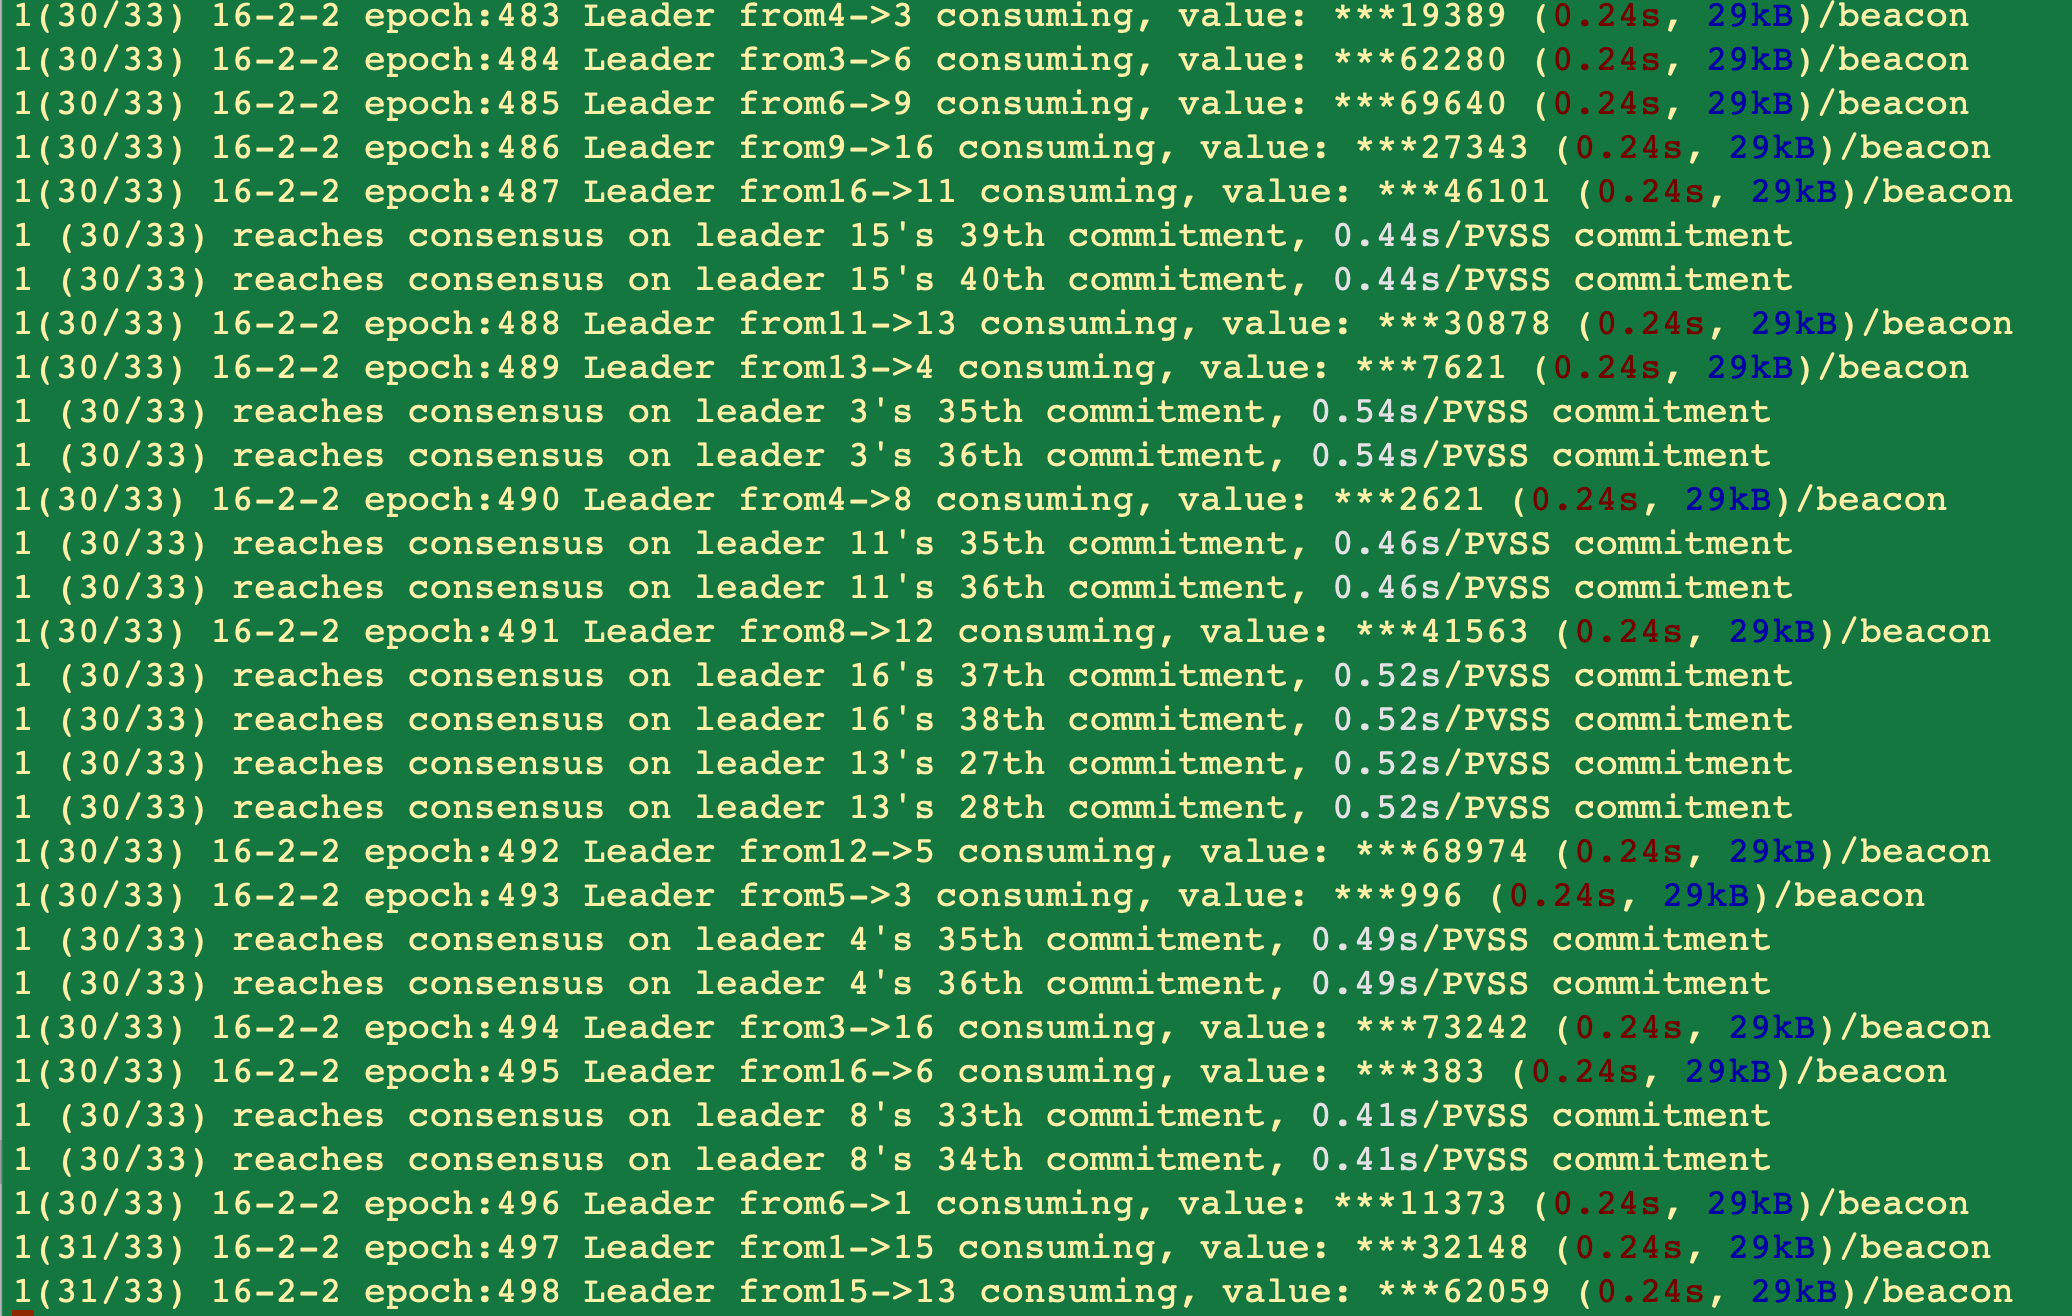 1(30/33) 16-2-2 epoch:483 Leader from4->3 consuming, value: ***19389 (0.24s, 29kB)/beacon
1(30/33) 16-2-2 epoch:484 Leader from3->6 consuming, value: ***62280 (0.24s, 29kB)/beacon
1(30/33) 16-2-2 epoch:485 Leader from6->9 consuming, value: ***69640 (0.24s, 29kB)/beacon
1(30/33) 16-2-2 epoch:486 Leader from9->16 consuming, value: ***27343 (0.24s, 29kB)/beacon
1(30/33) 16-2-2 epoch:487 Leader from16->11 consuming, value: ***46101 (0.24s, 29kB)/beacon
1 (30/33) reaches consensus on leader 15's 39th commitment, 0.44s/PVSS commitment
1 (30/33) reaches consensus on leader 15's 40th commitment, 0.44s/PVSS commitment
1(30/33) 16-2-2 epoch:488 Leader from11->13 consuming, value: ***30878 (0.24s, 29kB)/beacon
1(30/33) 16-2-2 epoch:489 Leader from13->4 consuming, value: ***7621 (0.24s, 29kB)/beacon
1 (30/33) reaches consensus on leader 3's 35th commitment, 0.54s/PVSS commitment
1 (30/33) reaches consensus on leader 3's 36th commitment, 0.54s/PVSS commitment
1(30/33) 16-2-2 epoch:490 Leader from4->8 consuming, value: ***2621 (0.24s, 29kB)/beacon
1 (30/33) reaches consensus on leader 11's 35th commitment, 0.46s/PVSS commitment
1 (30/33) reaches consensus on leader 11's 36th commitment, 0.46s/PVSS commitment
1(30/33) 16-2-2 epoch:491 Leader from8->12 consuming, value: ***41563 (0.24s, 29kB)/beacon
1 (30/33) reaches consensus on leader 16's 37th commitment, 0.52s/PVSS commitment
1 (30/33) reaches consensus on leader 16's 38th commitment, 0.52s/PVSS commitment
1 (30/33) reaches consensus on leader 13's 27th commitment, 0.52s/PVSS commitment
1 (30/33) reaches consensus on leader 13's 28th commitment, 0.52s/PVSS commitment
1(30/33) 16-2-2 epoch:492 Leader from12->5 consuming, value: ***68974 (0.24s, 29kB)/beacon
1(30/33) 16-2-2 epoch:493 Leader from5->3 consuming, value: ***996 (0.24s, 29kB)/beacon
1 (30/33) reaches consensus on leader 4's 35th commitment, 0.49s/PVSS commitment
1 (30/33) reaches consensus on leader 4's 36th commitment, 0.49s/PVSS commitment
1(30/33) 16-2-2 epoch:494 Leader from3->16 consuming, value: ***73242 (0.24s, 29kB)/beacon
1(30/33) 16-2-2 epoch:495 Leader from16->6 consuming, value: ***383 (0.24s, 29kB)/beacon
1 (30/33) reaches consensus on leader 8's 33th commitment, 0.41s/PVSS commitment
1 (30/33) reaches consensus on leader 8's 34th commitment, 0.41s/PVSS commitment
1(30/33) 16-2-2 epoch:496 Leader from6->1 consuming, value: ***11373 (0.24s, 29kB)/beacon
1(31/33) 16-2-2 epoch:497 Leader from1->15 consuming, value: ***32148 (0.24s, 29kB)/beacon
1(31/33) 16-2-2 epoch:498 Leader from15->13 consuming, value: ***62059 (0.24s, 29kB)/beacon